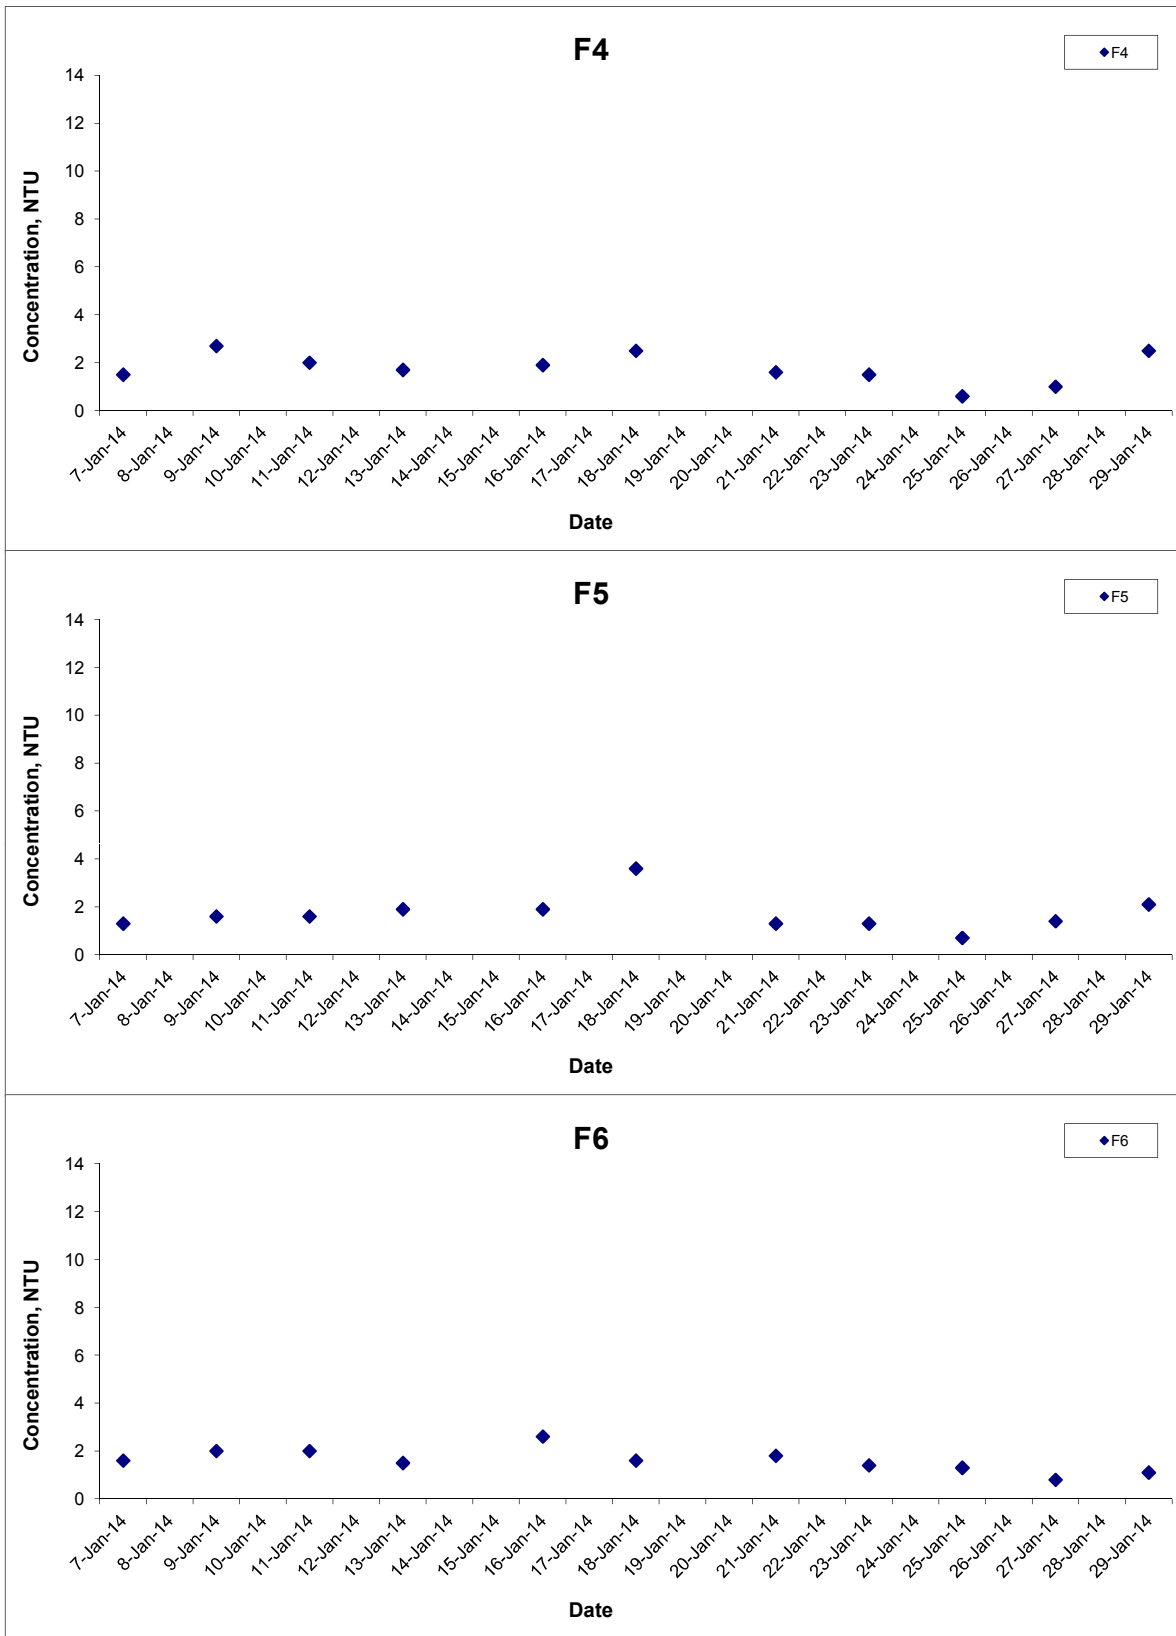 F4
F4
14
12
10
8
6
4
2
0
Concentration, NTU
7-Jan-14
8-Jan-14
9-Jan-14
10-Jan-14
11-Jan-14
12-Jan-14
13-Jan-14
14-Jan-14
15-Jan-14
16-Jan-14
17-Jan-14
18-Jan-14
19-Jan-14
20-Jan-14
21-Jan-14
22-Jan-14
23-Jan-14
24-Jan-14
25-Jan-14
26-Jan-14
27-Jan-14
28-Jan-14
29-Jan-14
Date
F5
F5
14
12
10
8
6
4
2
0
Concentration, NTU
7-Jan-14
8-Jan-14
9-Jan-14
10-Jan-14
11-Jan-14
12-Jan-14
13-Jan-14
14-Jan-14
15-Jan-14
16-Jan-14
17-Jan-14
18-Jan-14
19-Jan-14
20-Jan-14
21-Jan-14
22-Jan-14
23-Jan-14
24-Jan-14
25-Jan-14
26-Jan-14
27-Jan-14
28-Jan-14
29-Jan-14
Date
F6
F6
14
12
10
8
6
4
2
0
Concentration, NTU
7-Jan-14
8-Jan-14
9-Jan-14
10-Jan-14
11-Jan-14
12-Jan-14
13-Jan-14
14-Jan-14
15-Jan-14
16-Jan-14
17-Jan-14
18-Jan-14
19-Jan-14
20-Jan-14
21-Jan-14
22-Jan-14
23-Jan-14
24-Jan-14
25-Jan-14
26-Jan-14
27-Jan-14
28-Jan-14
29-Jan-14
Date